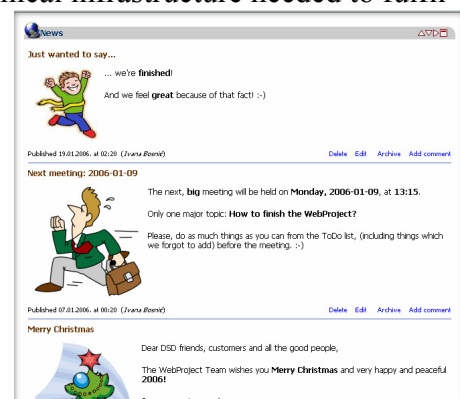 News
Just wanted to say...
... we're finished!
And we feel great because of that fact! :-)
Published 19.01.2006. at 02:20 (Ivana Bosnić) Delete Edit Archive Add comment
Next meeting: 2006-01-09
The next, big meeting will be held on Monday, 2006-01-09, at 13:15.
Only one major topic: How to finish the WebProject?
Please, do as much things as you can from the ToDo list, (including things which
we forgot to add) before the meeting. :-)
Published 07.01.2006. at 00:20 (Ivana Bosnić) Delete Edit Archive Add comment
Merry Christmas
Dear DSD friends, customers and all the good people,
The WebProject Team wishes you Merry Christmas and very happy and peaceful
2006!